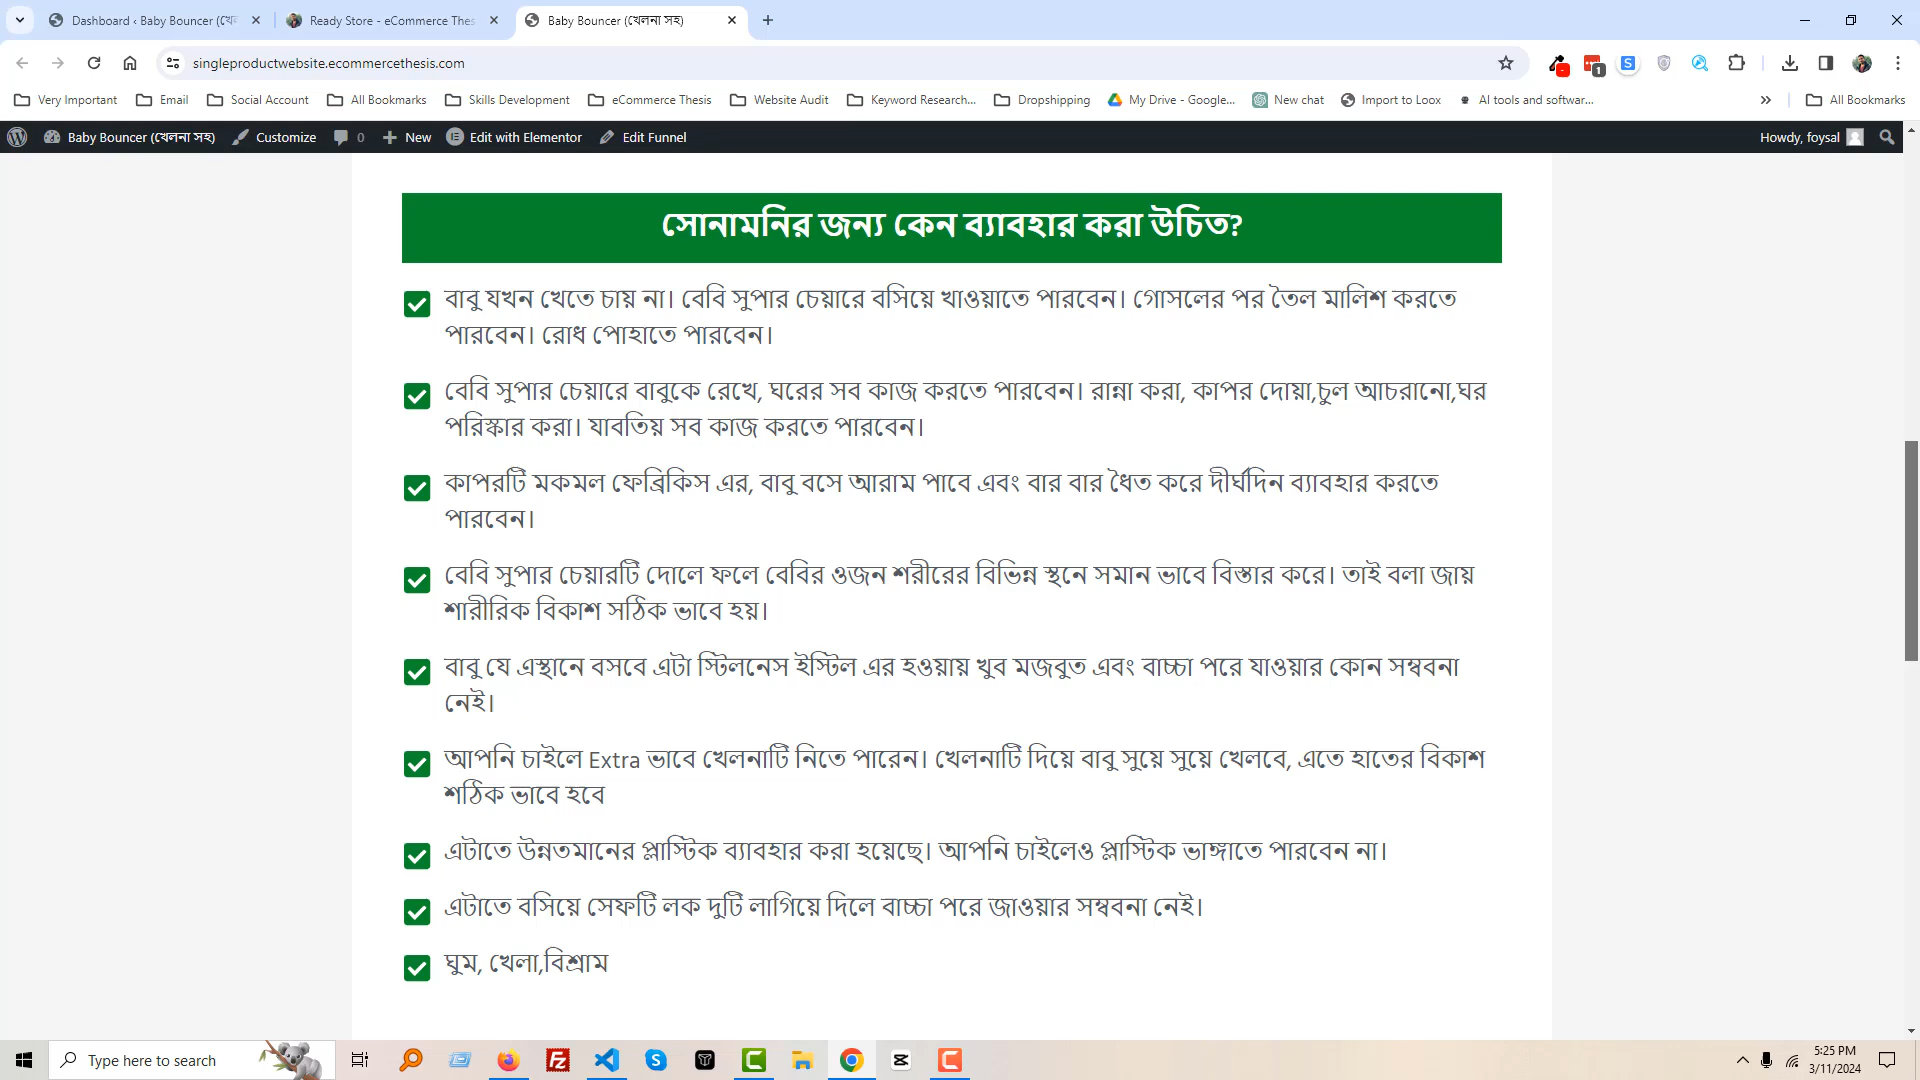 Dashboard ‹ Baby Bouncer (খেল
Ready Store - eCommerce Thes
Baby Bouncer (খেলনা সহ)
singleproductwebsite.ecommercethesis.com
1
Very Important
Email
Social Account
All Bookmarks
Skills Development
eCommerce Thesis
Website Audit
Keyword Research...
Dropshipping
My Drive - Google...
New chat
Import to Loox
AI tools and softwar...
All Bookmarks
Baby Bouncer (খেলনা সহ)
Customize
0
New
Edit with Elementor
Edit Funnel
Howdy, foysal
সোনামনির জন্য কেন ব্যাবহার করা উচিত?
বাবু যখন খেতে চায় না। বেবি সুপার চেয়ারে বসিয়ে খাওয়াতে পারবেন। গোসলের পর তৈল মালিশ করতে
পারবেন। রোধ পোহাতে পারবেন।
বেবি সুপার চেয়ারে বাবুকে রেখে, ঘরের সব কাজ করতে পারবেন। রান্না করা, কাপর দোয়া,চুল আচরানো,ঘর
পরিস্কার করা। যাবতিয় সব কাজ করতে পারবেন।
কাপরটি মকমল ফেব্রিকিস এর, বাবু বসে আরাম পাবে এবং বার বার ধৈত করে দীর্ঘদিন ব্যাবহার করতে
পারবেন।
বেবি সুপার চেয়ারটি দোলে ফলে বেবির ওজন শরীরের বিভিন্ন স্থনে সমান ভাবে বিস্তার করে। তাই বলা জায়
শারীরিক বিকাশ সঠিক ভাবে হয়।
বাবু যে এস্থানে বসবে এটা স্টিলনেস ইস্টিল এর হওয়ায় খুব মজবুত এবং বাচ্চা পরে যাওয়ার কোন সম্ববনা
নেই।
আপনি চাইলে Extra ভাবে খেলনাটি নিতে পারেন। খেলনাটি দিয়ে বাবু সুয়ে সুয়ে খেলবে, এতে হাতের বিকাশ
শঠিক ভাবে হবে
এটাতে উন্নতমানের প্লাস্টিক ব্যাবহার করা হয়েছে। আপনি চাইলেও প্লাস্টিক ভাঙ্গাতে পারবেন না।
এটাতে বসিয়ে সেফটি লক দুটি লাগিয়ে দিলে বাচ্চা পরে জাওয়ার সম্ববনা নেই।
ঘুম, খেলা,বিশ্রাম
Type here to search
5:25 PM
3/11/2024